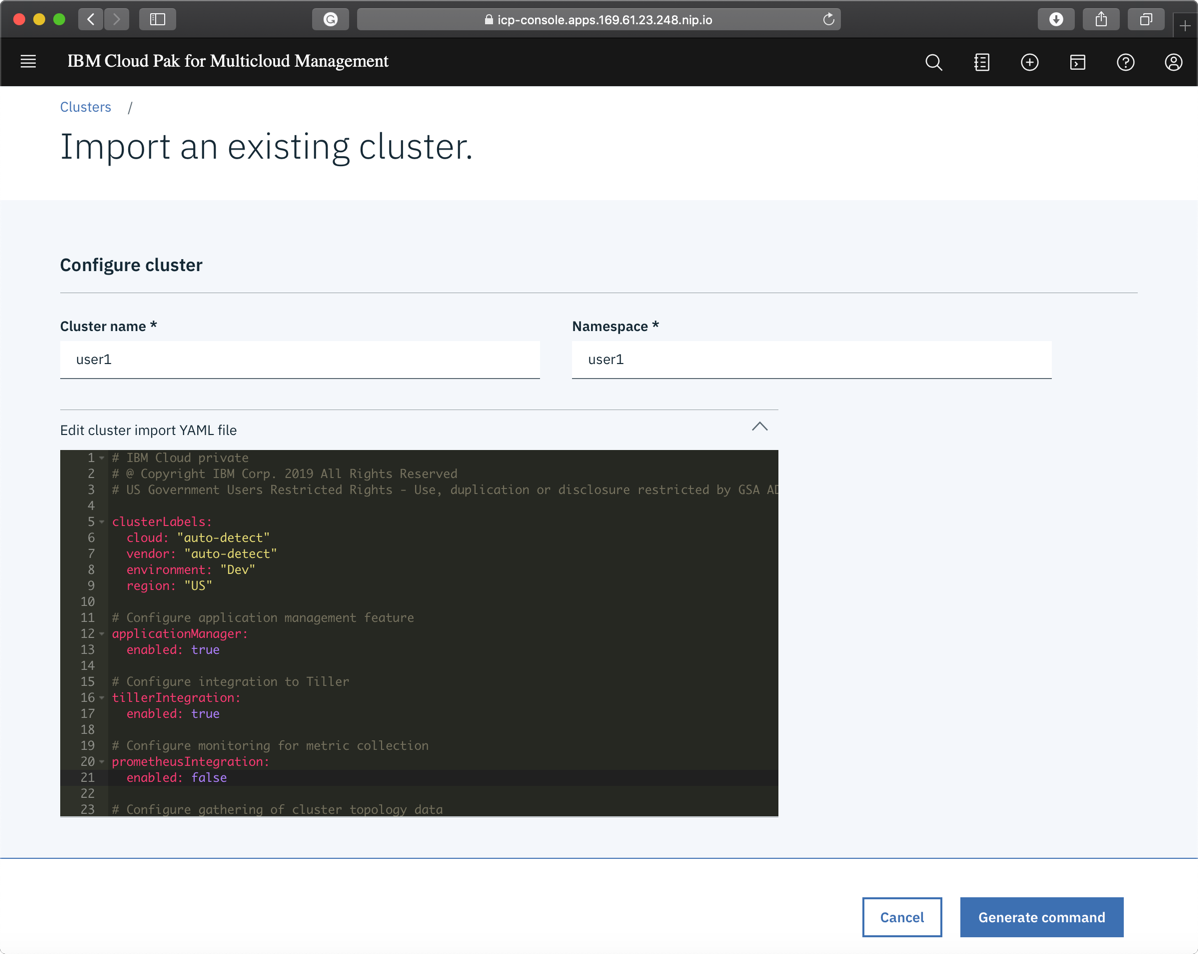 icp-console.apps.169.61.23.248.nip.io
IBM Cloud Pak for Multicloud Management
Clusters /
Import an existing cluster.
Configure cluster
Cluster name * Namespace *
user1 user1
Edit cluster import YAML file
1 # IBM Cloud private
2 # @ Copyright IBM Corp. 2019 All Rights Reserved
3 # US Government Users Restricted Rights - Use, duplication or disclosure restricted by GSA AD
4
5 clusterLabels:
6 cloud: "auto-detect"
7 vendor: "auto-detect"
8 environment: "Dev"
9 region: "US"
10
11 # Configure application management feature
12 applicationManager:
13 enabled: true
14
15 # Configure integration to Tiller
16 tillerIntegration:
17 enabled: true
18
19 # Configure monitoring for metric collection
20 prometheusIntegration:
21 enabled: false
22
23 # Configure gathering of cluster topology data
Cancel Generate command